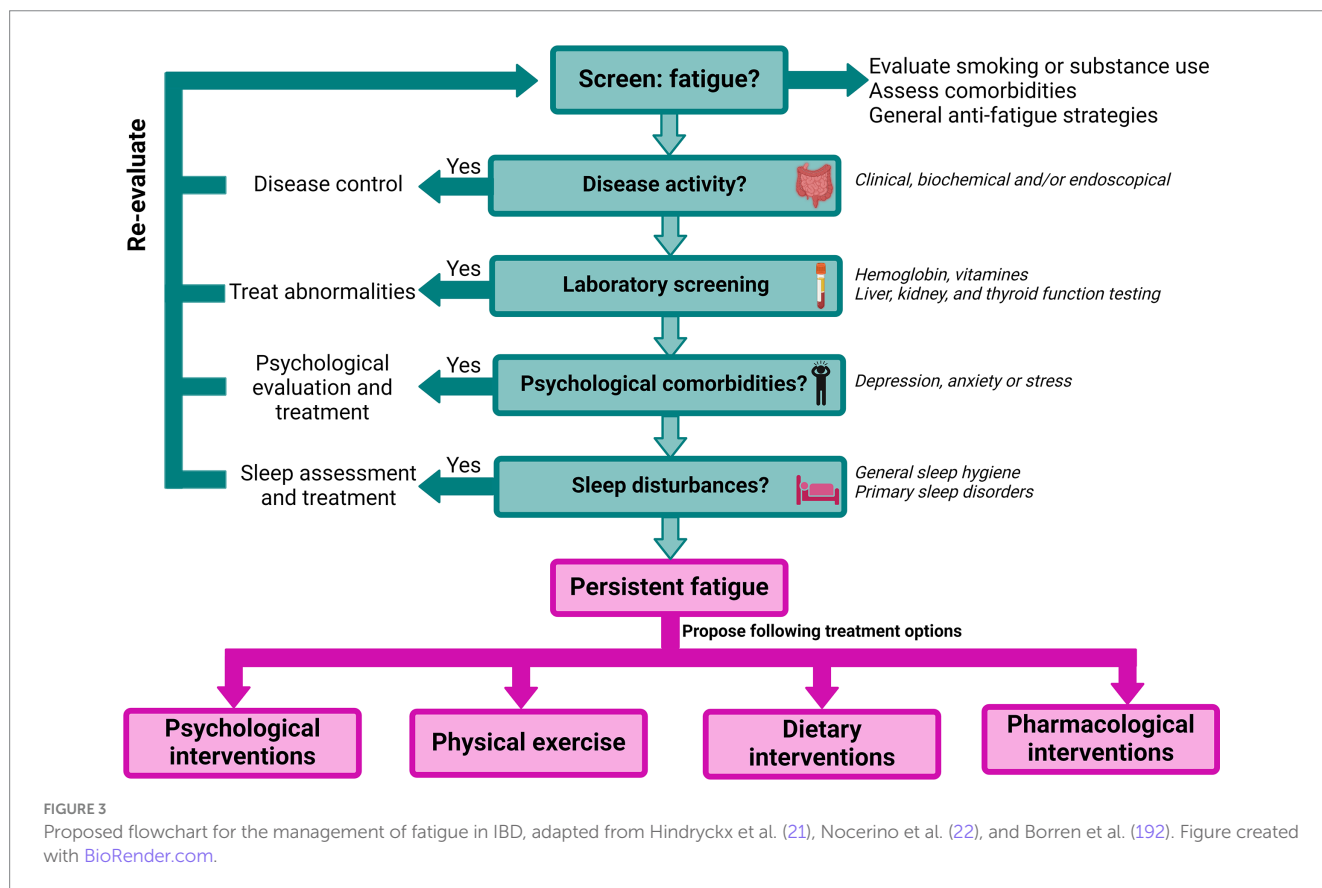 Screen: fatigue?
Evaluate smoking or substance use
Assess comorbidities
General anti-fatigue strategies
Re-evaluate
Disease control
Yes
Disease activity?
Clinical, biochemical and/or endoscopical
Treat abnormalities
Yes
Laboratory screening
Hemoglobin, vitamines
Liver, kidney, and thyroid function testing
Psychological
evaluation and
treatment
Yes
Psychological comorbidities?
Depression, anxiety or stress
Sleep assessment
and treatment
Yes
Sleep disturbances?
General sleep hygiene
Primary sleep disorders
Persistent fatigue
Propose following treatment options
Psychological
interventions
Physical exercise
Dietary
interventions
Pharmacological
interventions
FIGURE 3
Proposed flowchart for the management of fatigue in IBD, adapted from Hindryckx et al. (21), Nocerino et al. (22), and Borren et al. (192). Figure created
with BioRender.com.